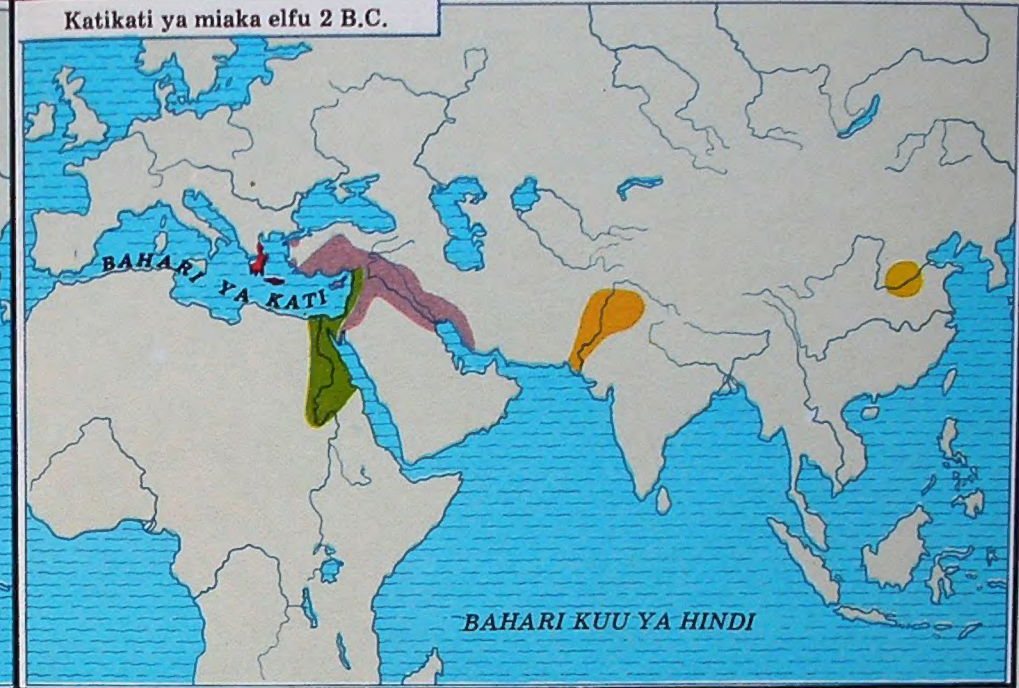 Katikati ya miaka elfu 2 B.C.
BAHARI YA KATI
BAHARI KUU YA HINDI